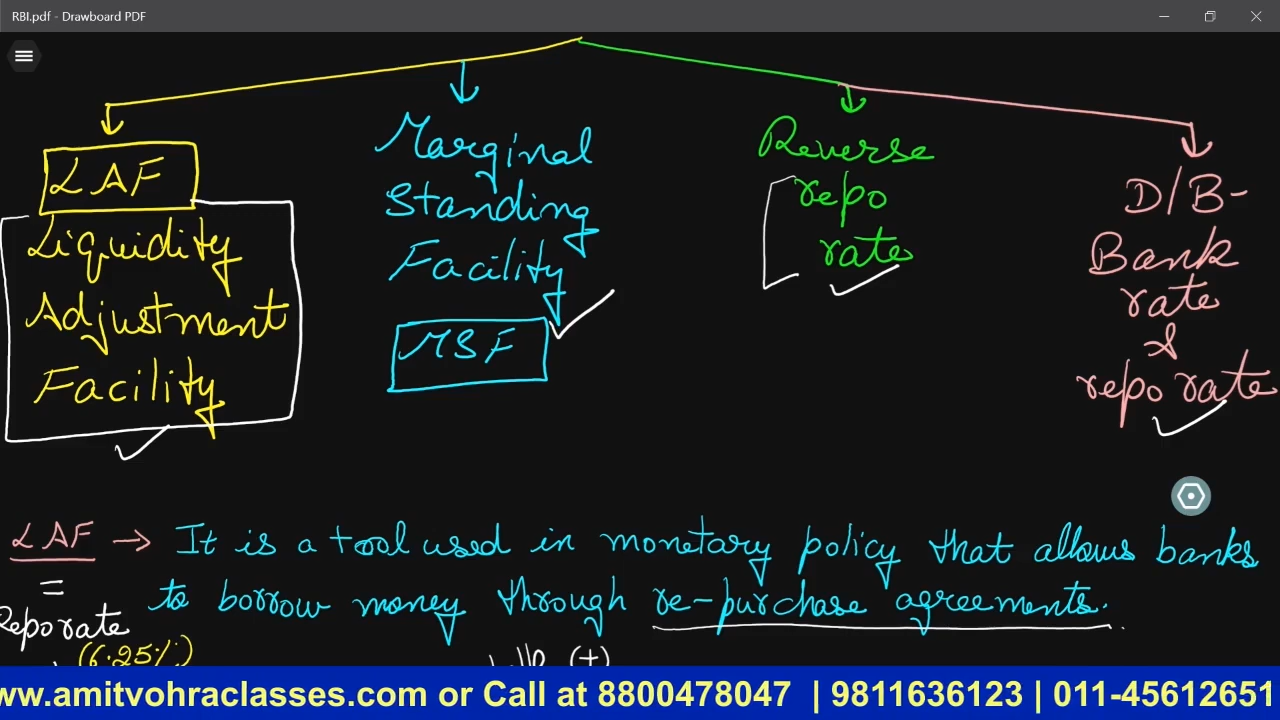 RBI.pdf - Drawboard PDF
LAF
Liquidity
Adjustment
Facility
Marginal
Standing
Facility
MSF
Reverse
repo
rate
D/B-
Bank
rate
&
repo rate
LAF → It is a tool used in monetary policy that allows banks
to borrow money through re-purchase agreements.
=
Repo rate
(6.25%)
(+)
ww.amitvohraclasses.com or Call at 8800478047 | 9811636123 | 011-45612651